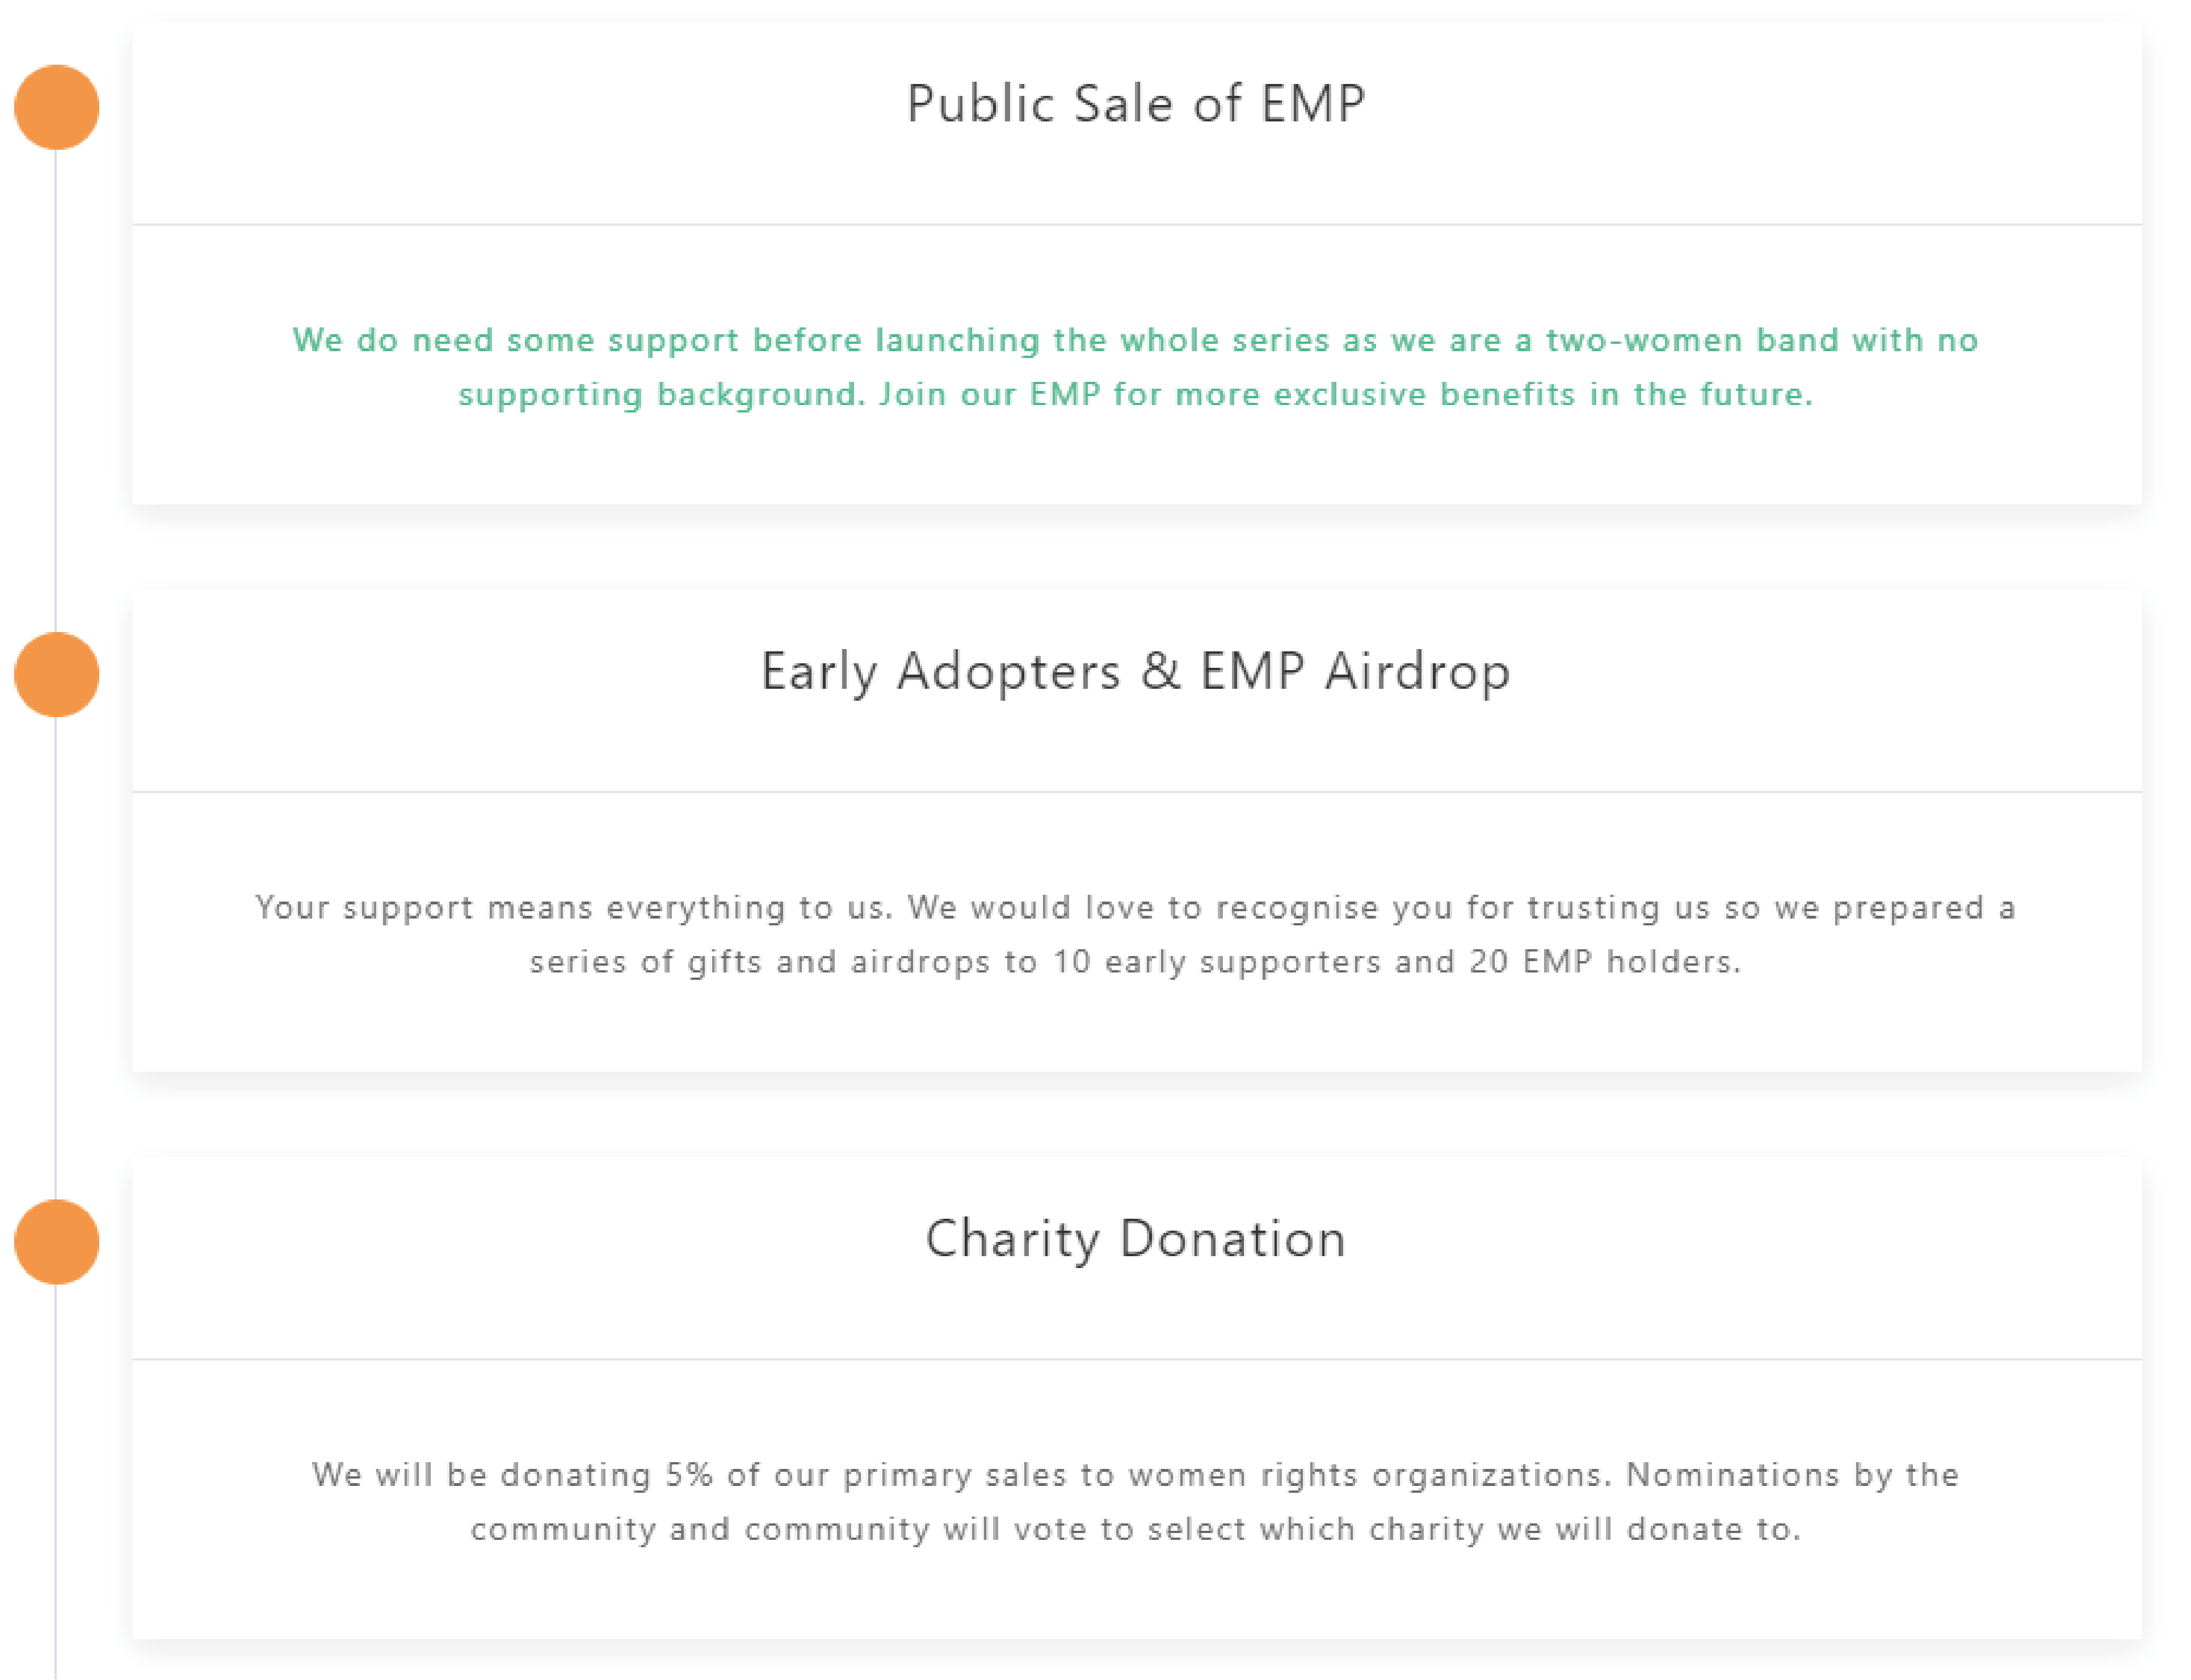 Public Sale of EMP
We do need some support before launching the whole series as we are a two-women band with no
supporting background. Join our EMP for more exclusive benefits in the future.
Early Adopters & EMP Airdrop
Your support means everything to us. We would love to recognise you for trusting us so we prepared a
series of gifts and airdrops to 10 early supporters and 20 EMP holders.
Charity Donation
We will be donating 5% of our primary sales to women rights organizations. Nominations by the
community and community will vote to select which charity we will donate to.